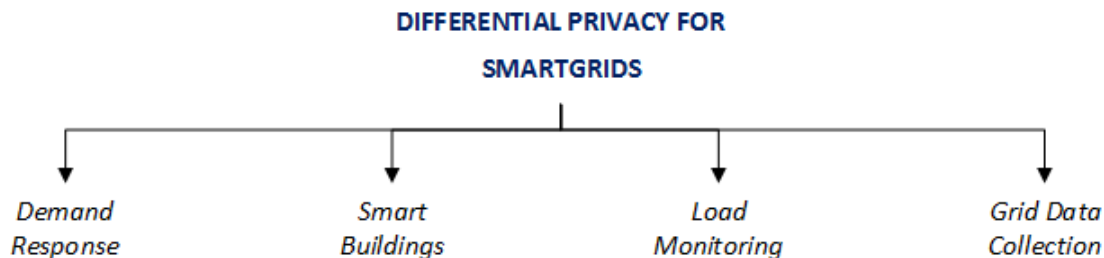 DIFFERENTIAL PRIVACY FOR
SMARTGRIDS
Demand
Response
Smart
Buildings
Load
Monitoring
Grid Data
Collection